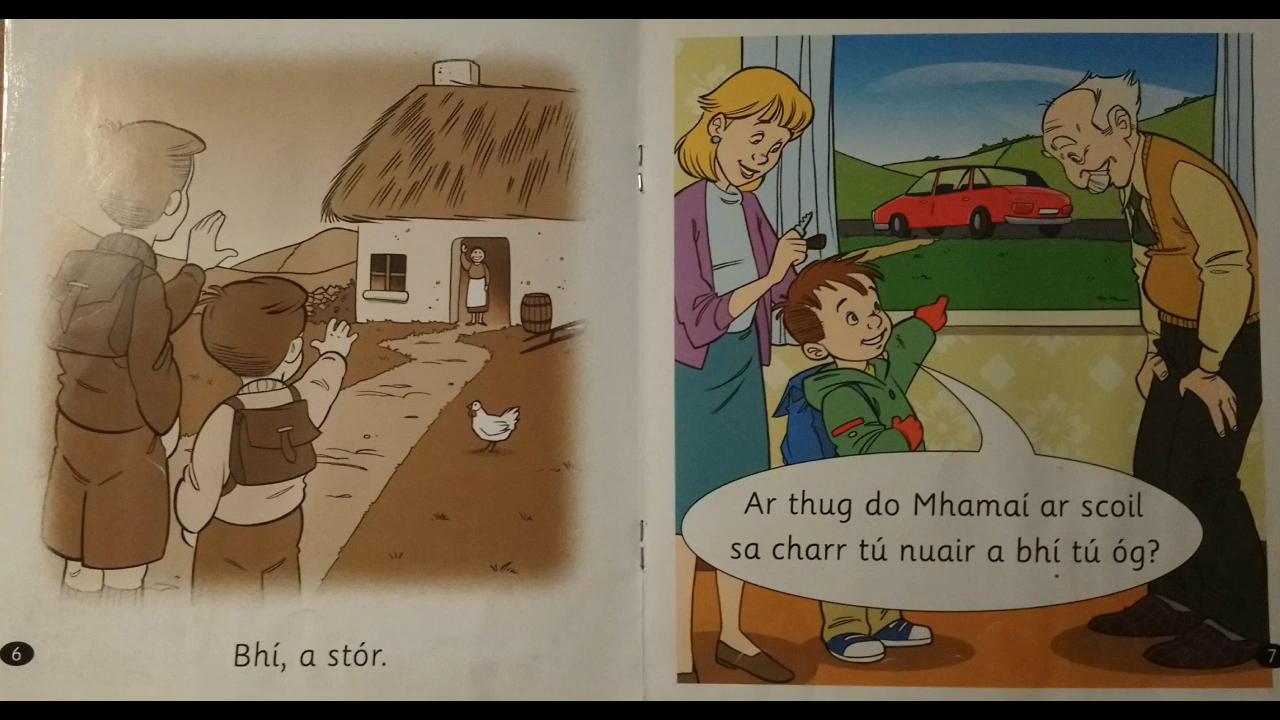 Bhí, a stór.
6
Ar thug do Mhamaí ar scoil
sa charr tú nuair a bhí tú óg?
7